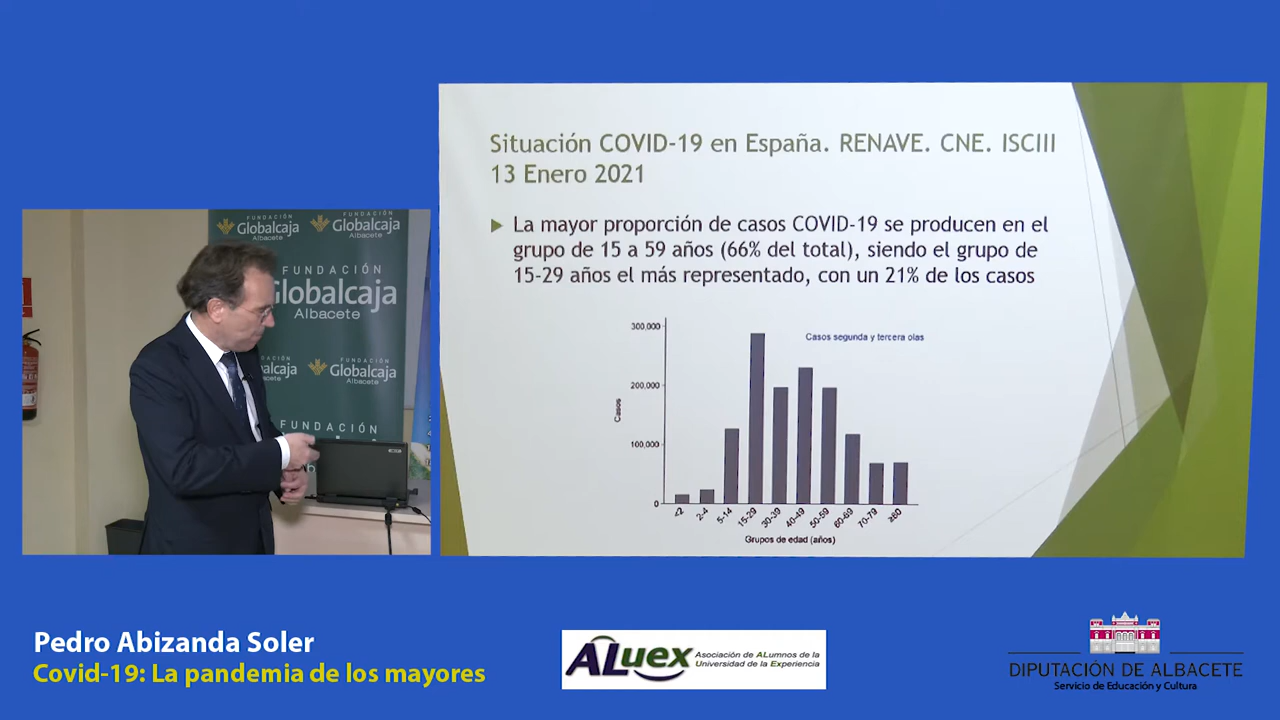 Situación COVID-19 en España. RENAVE. CNE. ISCIII
13 Enero 2021
La mayor proporción de casos COVID-19 se producen en el
grupo de 15 a 59 años (66% del total), siendo el grupo de
15-29 años el más representado, con un 21% de los casos
Casos segunda y tercera olas
300,000
200,000
100,000
0
Casos
<2
2-4
5-14
15-29
30-39
40-49
50-59
60-69
70-79
≥80
Grupos de edad (años)
FUNDACIÓN
Globalcaja
Albacete
FUNDACIÓN
Globalcaja
Albacete
FUNDACIÓN
Globalcaja
Albacete
caja
Albacete
FUNDACIÓN
Globalcaja
Albacete
FUNDACIÓN
Pedro Abizanda Soler
Covid-19: La pandemia de los mayores
ALuex
Asociación de ALumnos de la
Universidad de la Experiencia
DIPUTACIÓN DE ALBACETE
Servicio de Educación y Cultura